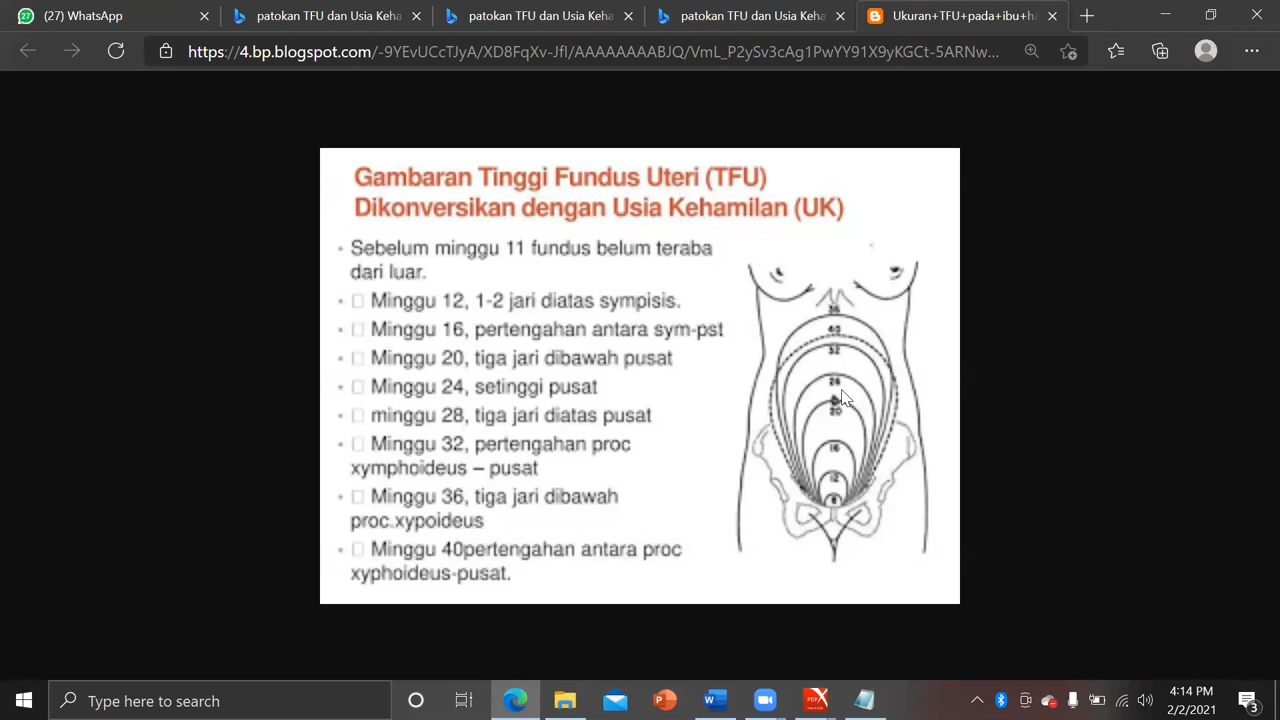 (27) WhatsApp
patokan TFU dan Usia Keha
patokan TFU dan Usia Keha
patokan TFU dan Usia Keha
Ukuran+TFU+pada+ibu+ha
https://4.bp.blogspot.com/-9YEvUCcTJyA/XD8FqXv-JfI/AAAAAAAABJQ/VmL_P2ySv3cAg1PwYY91X9yKGCt-5ARNw...
Gambaran Tinggi Fundus Uteri (TFU)
Dikonversikan dengan Usia Kehamilan (UK)
Sebelum minggu 11 fundus belum teraba
dari luar.
Minggu 12, 1-2 jari diatas sympisis.
Minggu 16, pertengahan antara sym-pst
Minggu 20, tiga jari dibawah pusat
Minggu 24, setinggi pusat
minggu 28, tiga jari diatas pusat
Minggu 32, pertengahan proc
xymphoideus – pusat
Minggu 36, tiga jari dibawah
proc.xypoideus
Minggu 40pertengahan antara proc
xyphoideus-pusat.
36
40
32
28
20
16
12
8
Type here to search
4:14 PM
2/2/2021
3